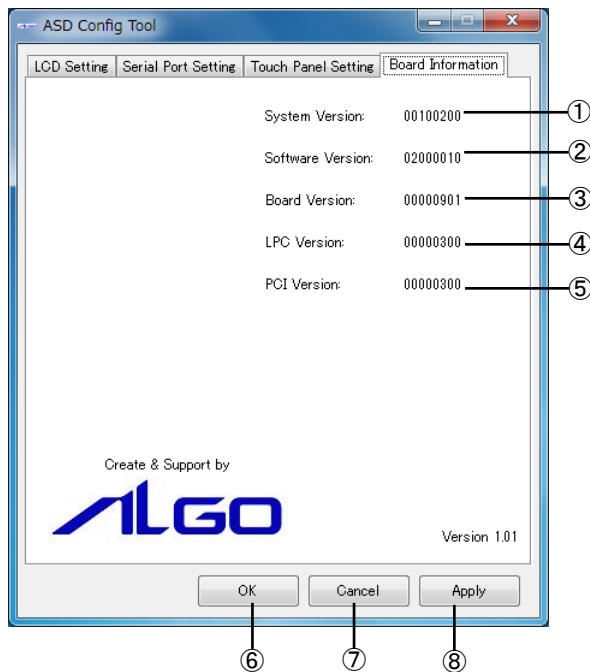 ALGO ASD Config Tool
LCD Setting Serial Port Setting Touch Panel Setting Board Information
System Version: 00100200 ①
Software Version: 02000010 ②
Board Version: 00000901 ③
LPC Version: 00000300 ④
PCI Version: 00000300 ⑤
Create & Support by
ALGO
Version 1.01
OK Cancel Apply
⑥ ⑦ ⑧